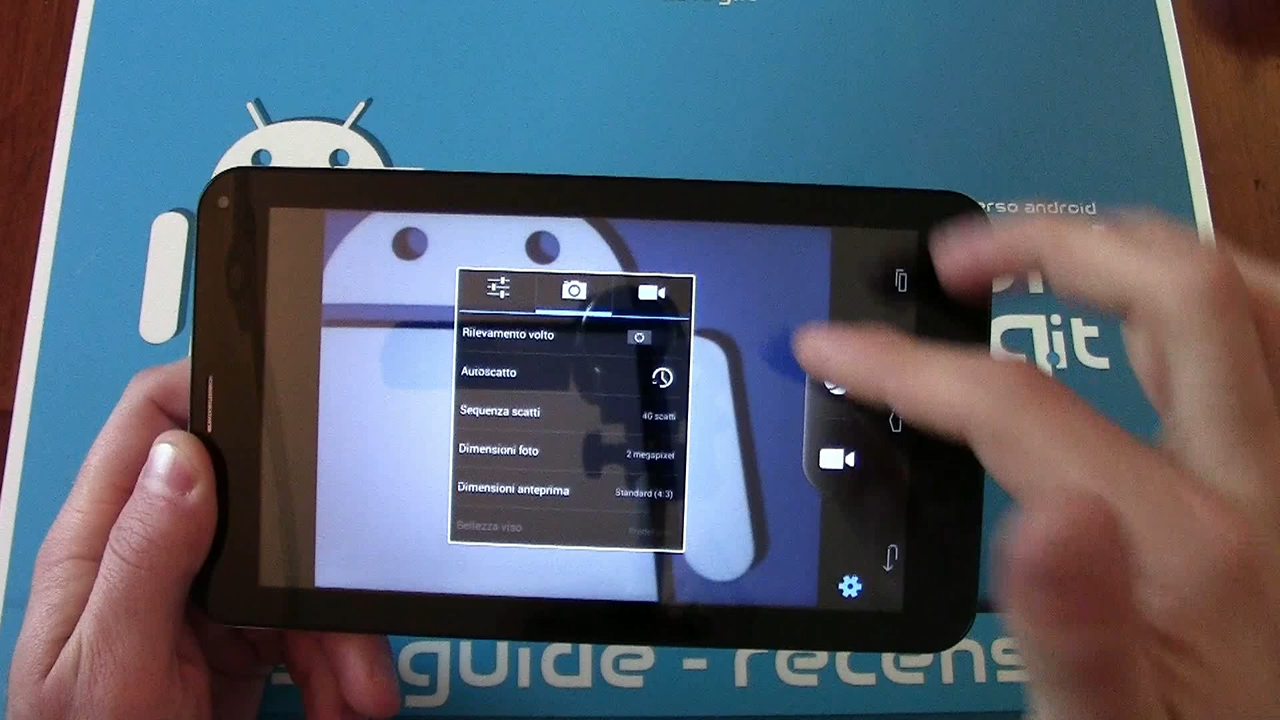 erso android
git
Rilevamento volto
Autoscatto
Sequenza scatti 40 scatti
Dimensioni foto 2 megapixel
Dimensioni anteprima Standard (4:3)
Bellezza viso
guide - recens